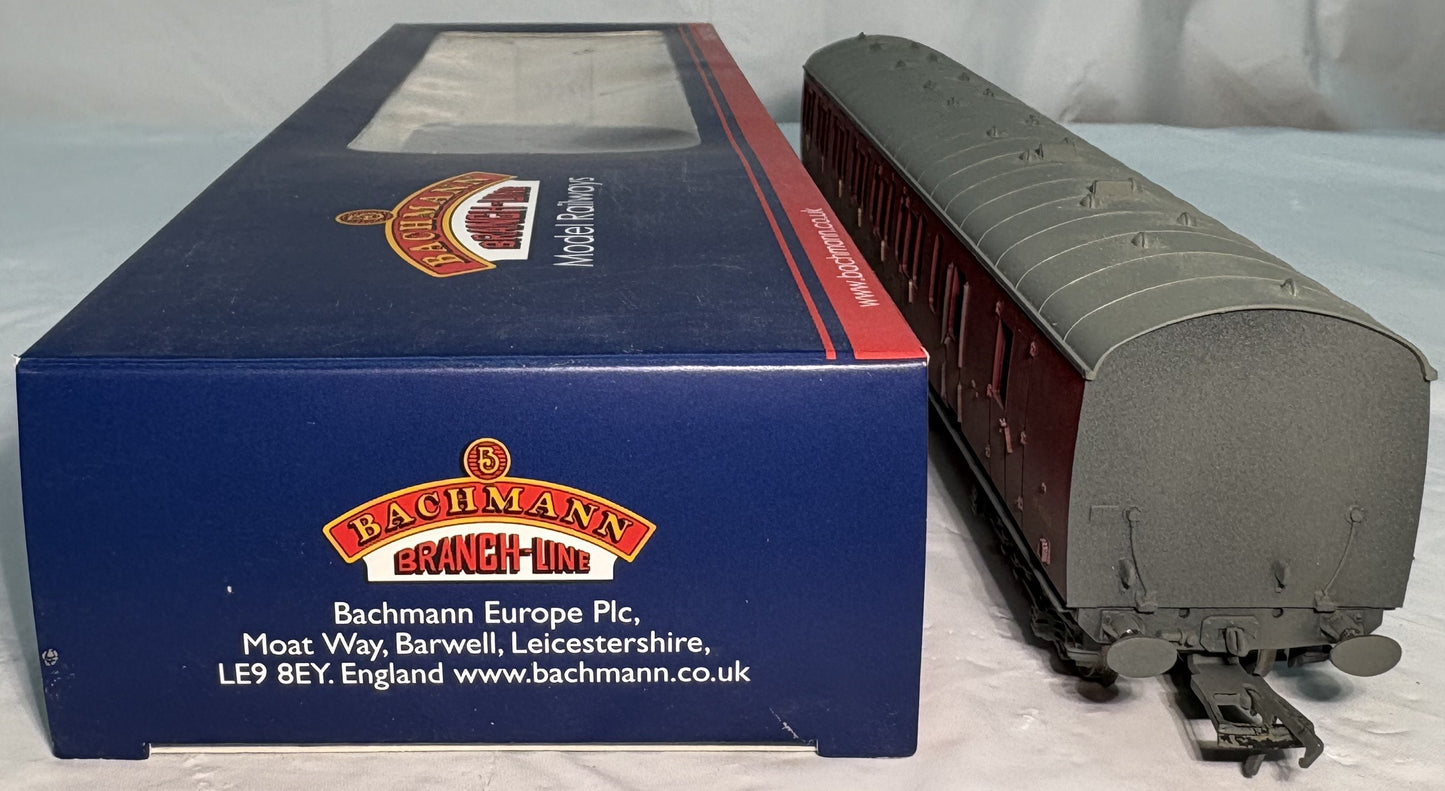 BACHMANN
BRANCH-LINE
Model Railways
www.bachmann.co.uk
B
BACHMANN
BRANCH-LINE
Bachmann Europe Plc,
Moat Way, Barwell, Leicestershire,
LE9 8EY. England www.bachmann.co.uk